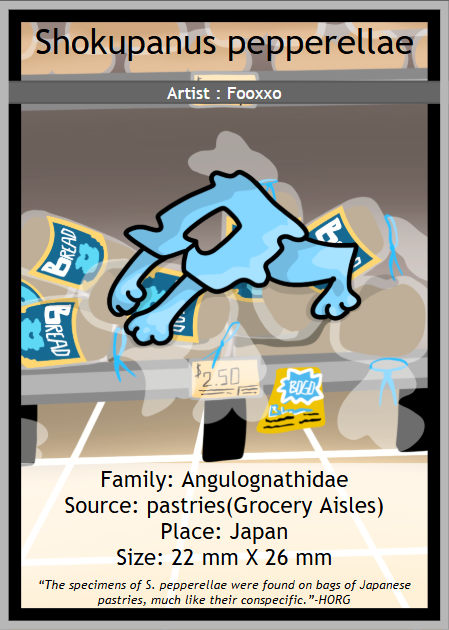 Shokupanus pepperellae
Artist : Fooxxo
BREAD
B
BREAD
$2.50
BOGO
Family: Angulognathidae
Source: pastries(Grocery Aisles)
Place: Japan
Size: 22 mm X 26 mm
“The specimens of S. pepperellae were found on bags of Japanese
pastries, much like their conspecific.”-HORG